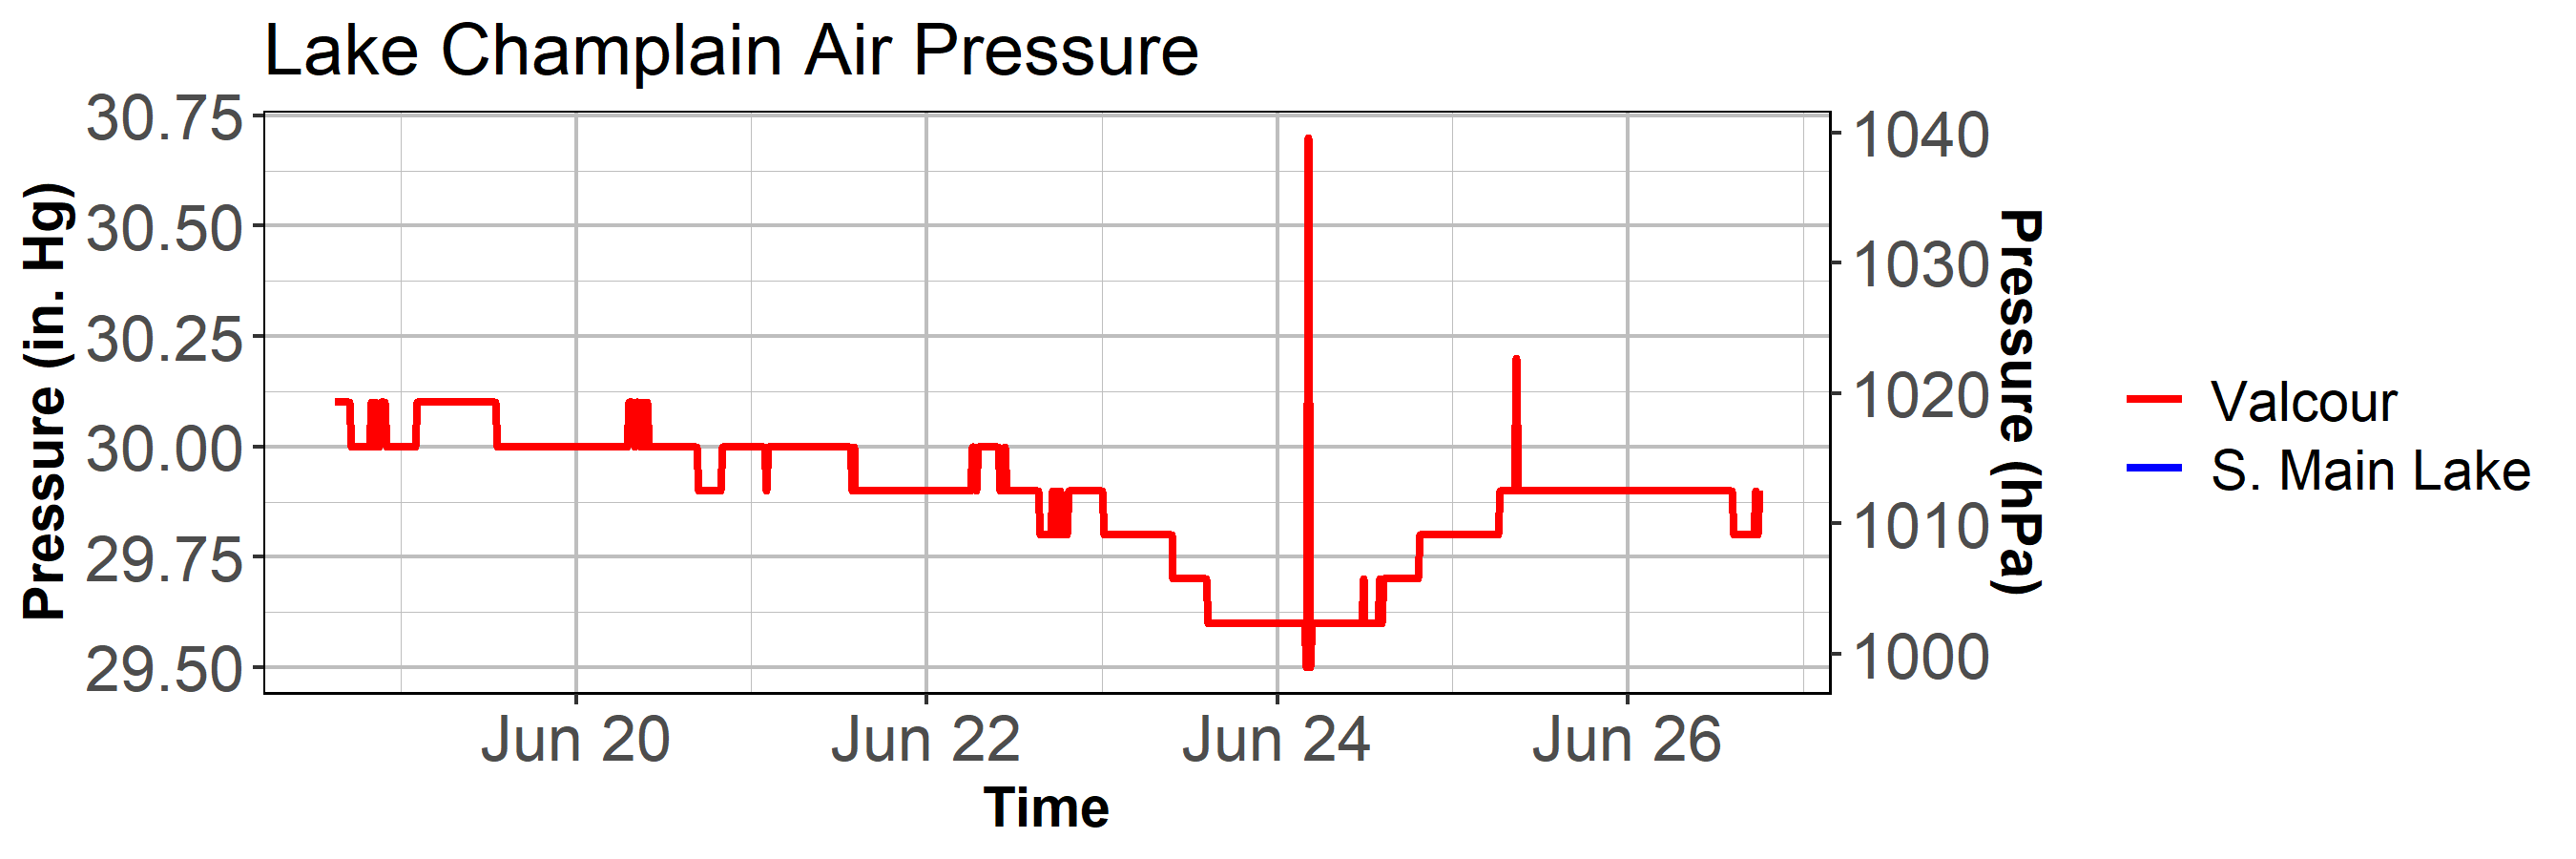 Lake Champlain Air Pressure
Pressure (in. Hg)
30.75
30.50
30.25
30.00
29.75
29.50
1040
1030
1020
1010
1000
Pressure (hPa)
Valcour
S. Main Lake
Jun 20
Jun 22
Jun 24
Jun 26
Time